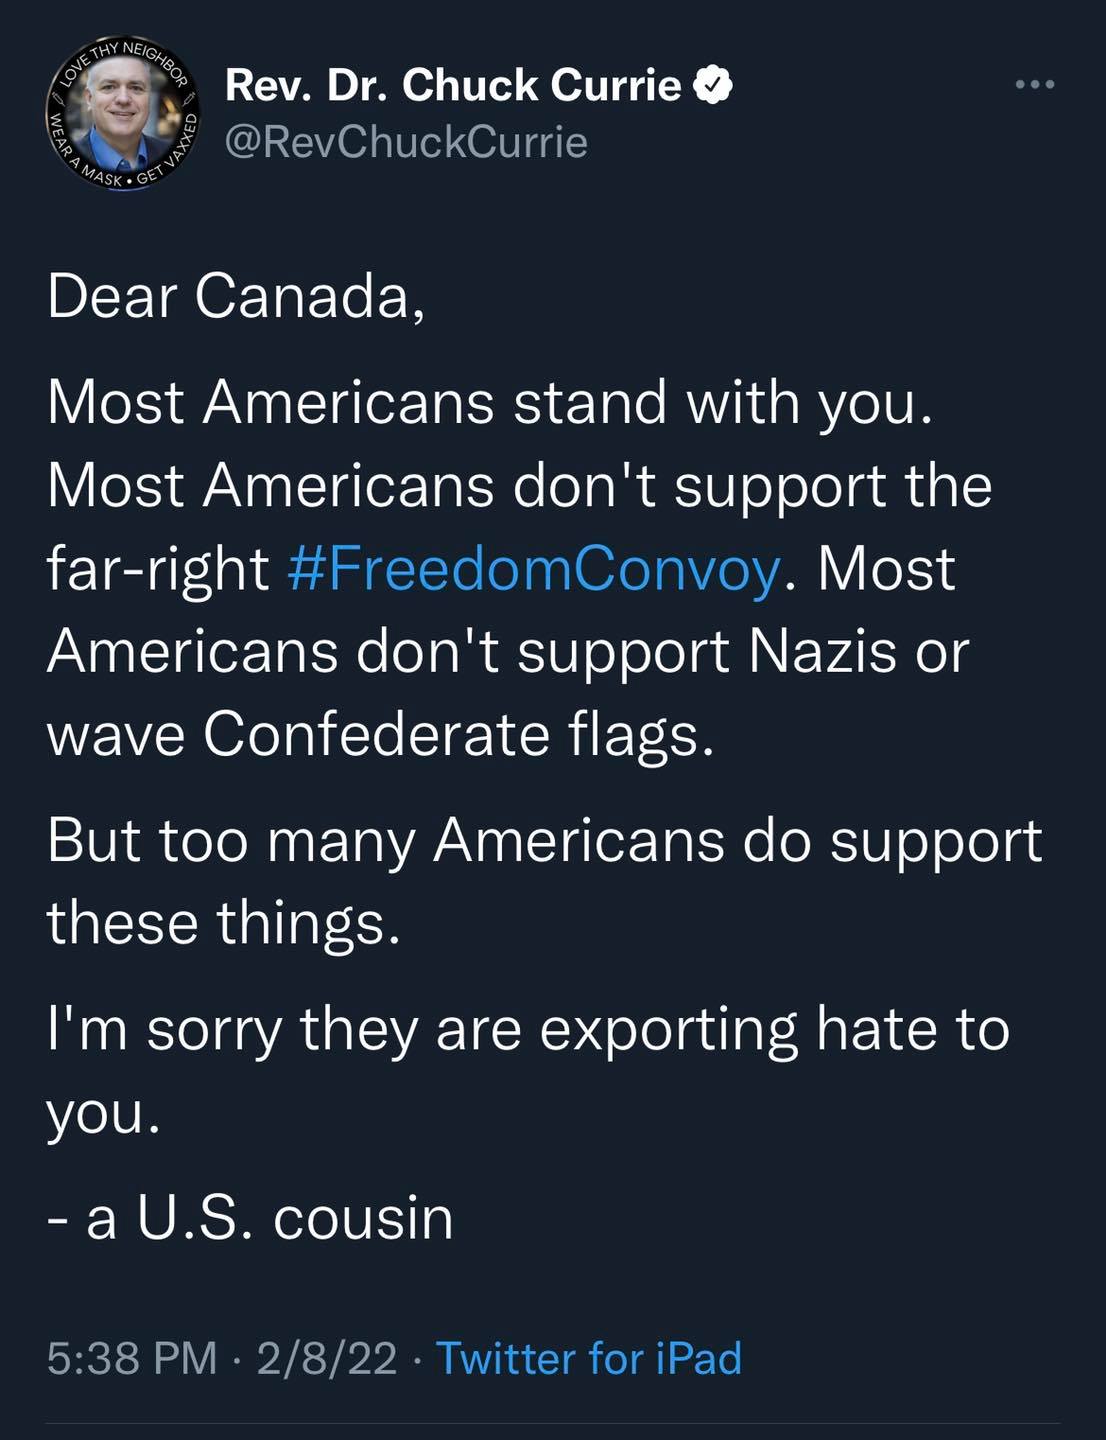 LOVE THY NEIGHBOR
WEAR A MASK • GET VAXXED
Rev. Dr. Chuck Currie
@RevChuckCurrie
Dear Canada,
Most Americans stand with you.
Most Americans don't support the
far-right #FreedomConvoy. Most
Americans don't support Nazis or
wave Confederate flags.
But too many Americans do support
these things.
I'm sorry they are exporting hate to
you.
- a U.S. cousin
5:38 PM · 2/8/22 · Twitter for iPad